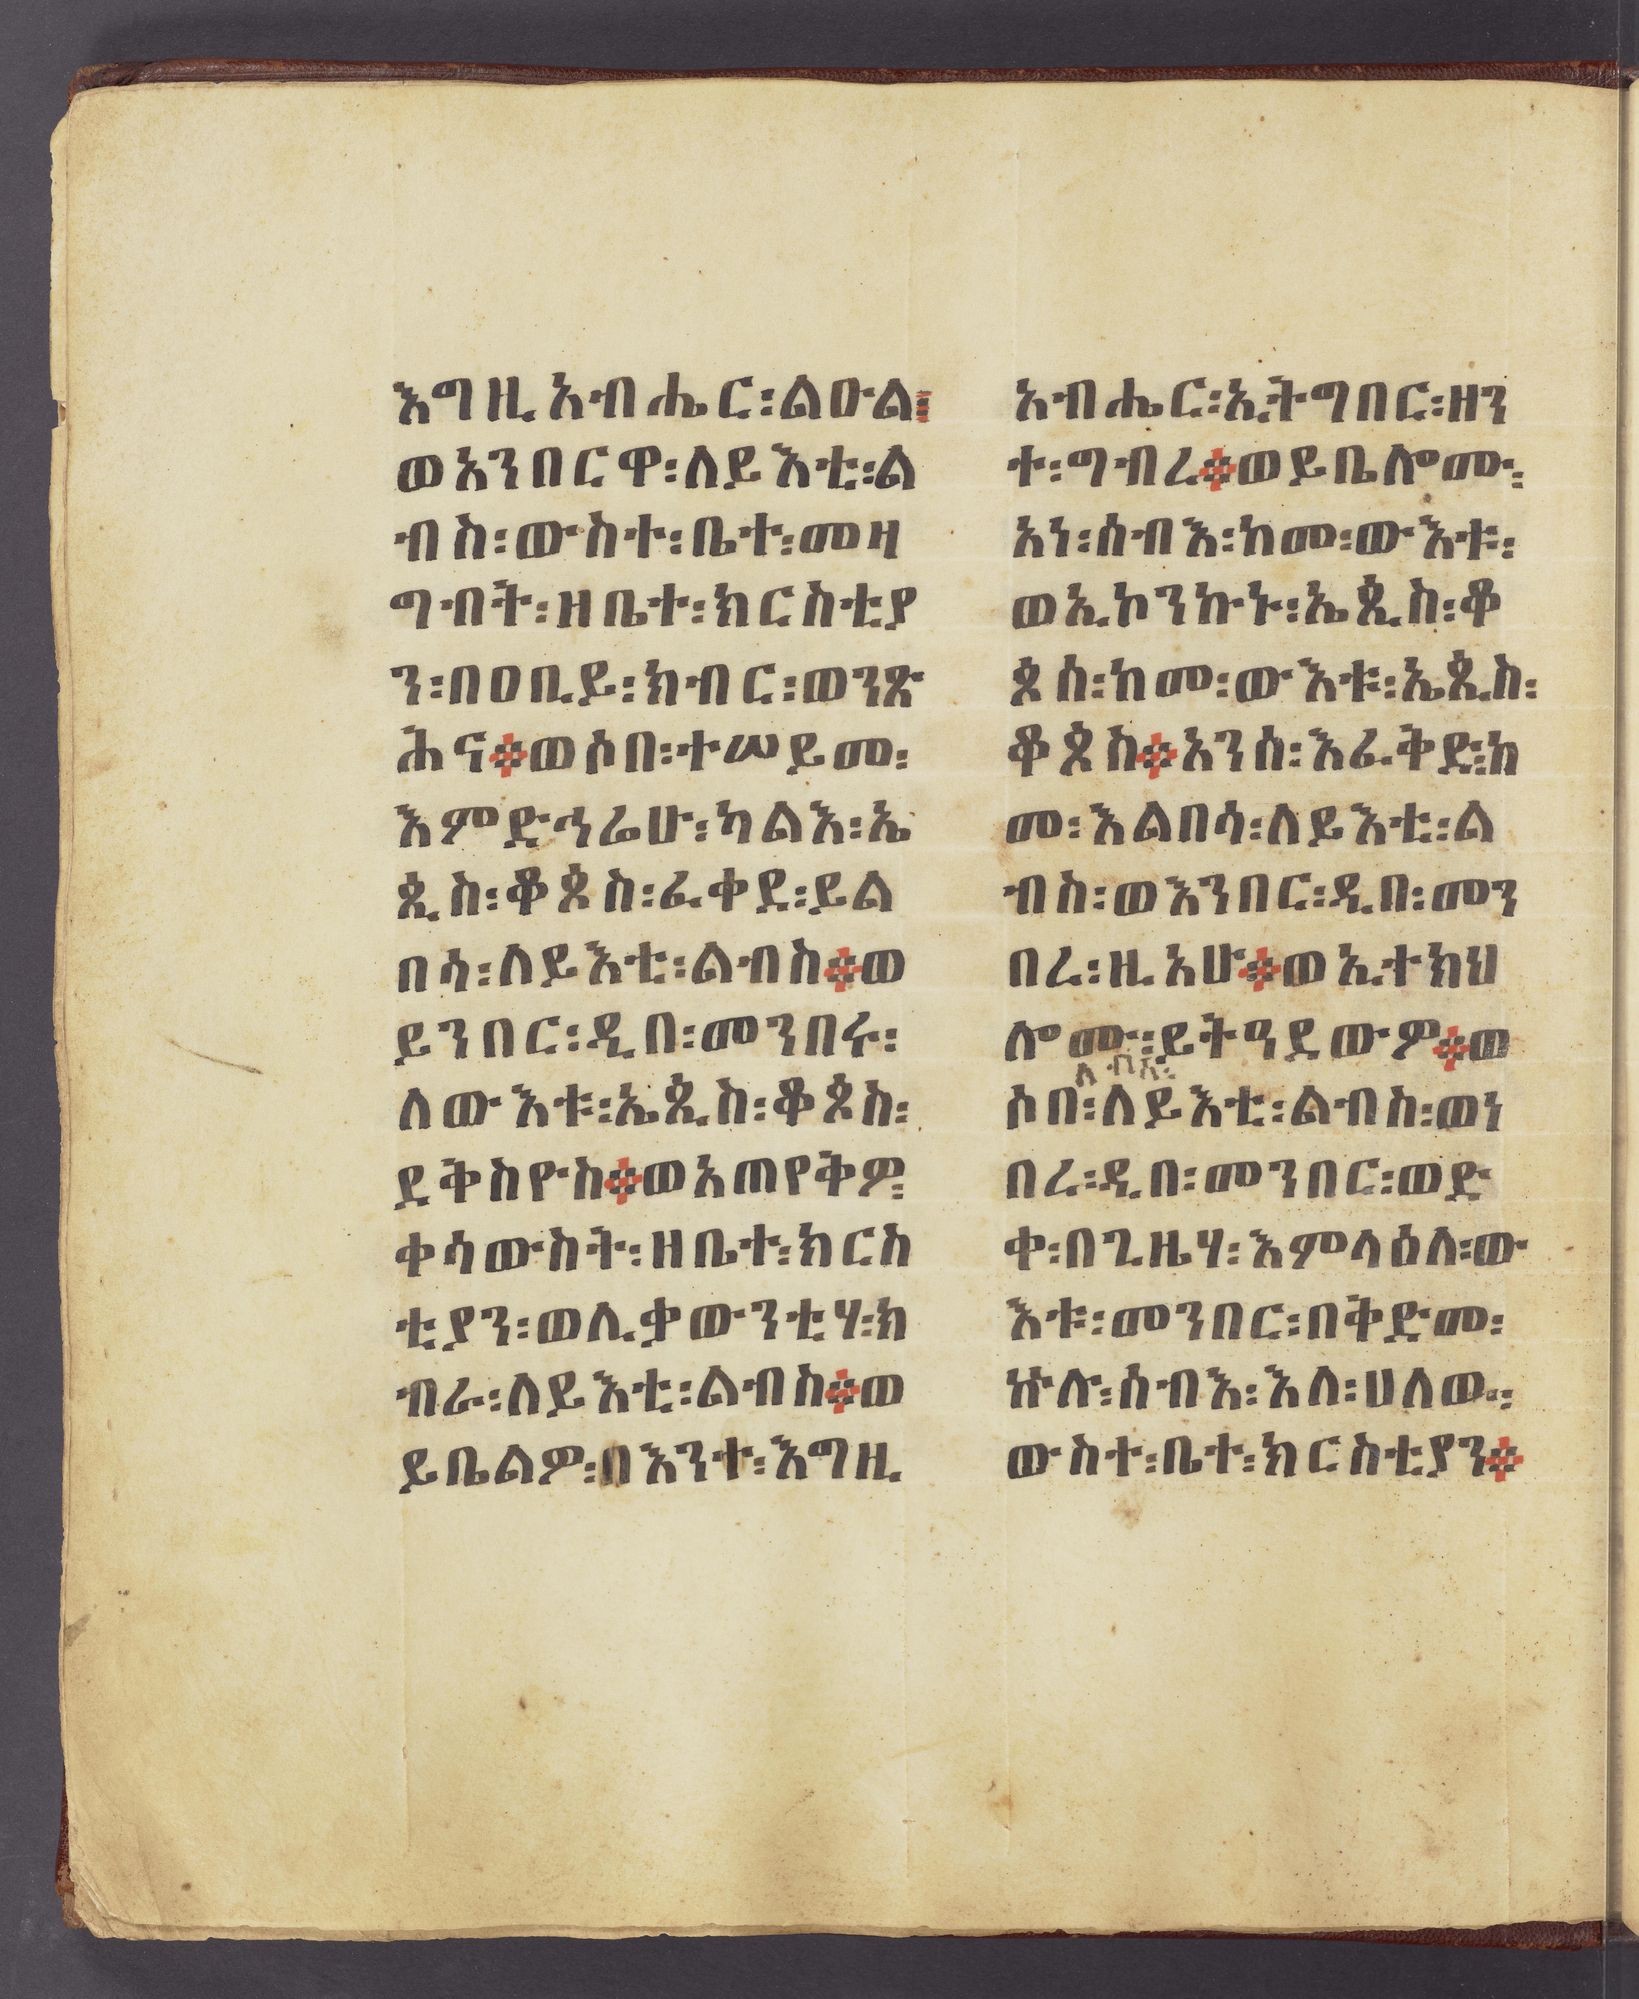 እግዚአብሔር፡ልዑል፨
ወአንበርዋ፡ለይእቲ፡ል
ብስ፡ውስተ፡ቤተ፡መዛ
ግብት፡ዘቤተ፡ክርስቲያ
ን፡በዐቢይ፡ክብር፡ወንጽ
ሕና፨ወሶበ፡ተሠይመ፡
እምድኅሬሁ፡ካልእ፡ኤ
ጲስ፡ቆጶስ፡ፈቀደ፡ይል
በሳ፡ለይእቲ፡ልብስ፨ወ
ይንበር፡ዲበ፡መንበሩ፡
ለውእቱ፡ኤጲስ፡ቆጶስ፡
ደቅስዮስ፨ወአጠየቅዎ፡
ቀሳውስት፡ዘቤተ፡ክርስ
ቲያን፡ወሊቃውንቲሃ፡ክ
ብራ፡ለይእቲ፡ልብስ፨ወ
ይቤልዎ፡በእንተ፡እግዚ
አብሔር፡ኢትግበር፡ዘን
ተ፡ግብረ፨ወይቤሎሙ፡
አነ፡ሰብእ፡ከመ፡ውእቱ፡
ወኢኮንኩኑ፡ኤጲስ፡ቆ
ጶስ፡ከመ፡ውእቱ፡ኤጲስ፡
ቆጶስ፨አንሰ፡እፈቅድ፡ከ
መ፡እልበሳ፡ለይእቲ፡ል
ብስ፡ወእንበር፡ዲበ፡መን
በረ፡ዚአሁ፨ወኢተክህ
ሎሙ፡ይትዓደውዎ፨ወ
ለብአ፡
ሶበ፡ለይእቲ፡ልብስ፡ወነ
በረ፡ዲበ፡መንበር፡ወድ
ቀ፡በጊዜሃ፡እምላዕለ፡ው
እቱ፡መንበር፡በቅድመ፡
ኵሉ፡ሰብእ፡እለ፡ሀለው፡
ውስተ፡ቤተ፡ክርስቲያን፨